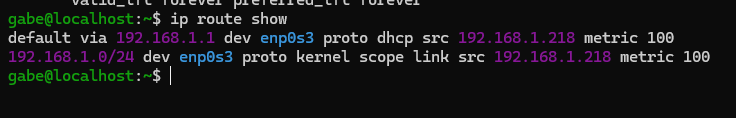 valid_lft forever preferred_lft forever
gabe@localhost:~$ ip route show
default via 192.168.1.1 dev enp0s3 proto dhcp src 192.168.1.218 metric 100
192.168.1.0/24 dev enp0s3 proto kernel scope link src 192.168.1.218 metric 100
gabe@localhost:~$